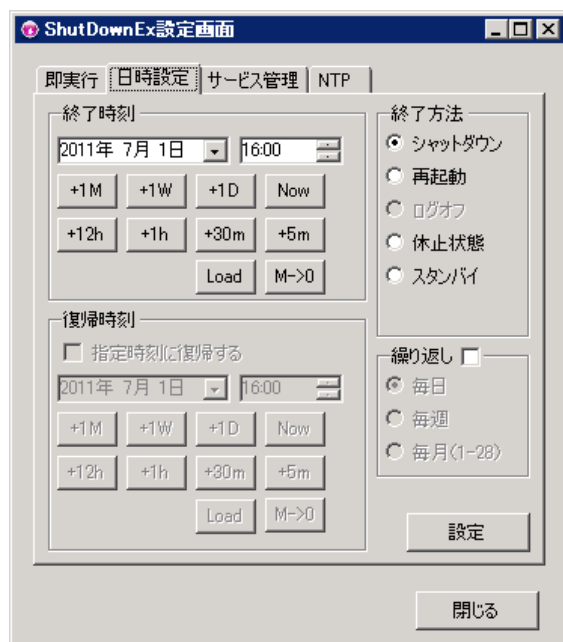 ShutDownEx設定画面
即実行 日時設定 サービス管理 NTP
終了時刻
2011年 7月 1日 16:00
+1M +1W +1D Now
+12h +1h +30m +5m
Load M->0
終了方法
シャットダウン
再起動
ログオフ
休止状態
スタンバイ
復帰時刻
指定時刻に復帰する
2011年 7月 1日 16:00
+1M +1W +1D Now
+12h +1h +30m +5m
Load M->0
繰り返し
毎日
毎週
毎月(1-28)
設定
閉じる